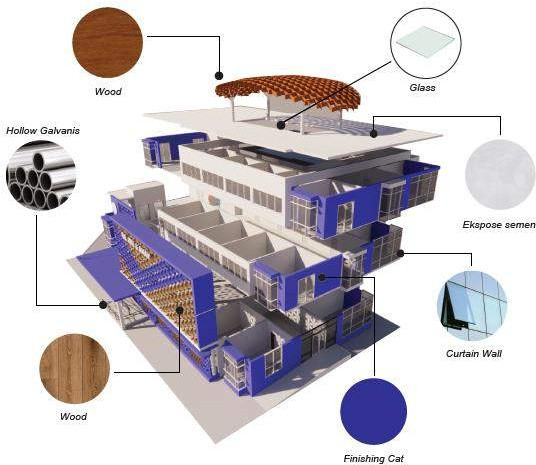 Wood
Glass
Hollow Galvanis
Ekspose semen
Curtain Wall
Wood
Finishing Cat